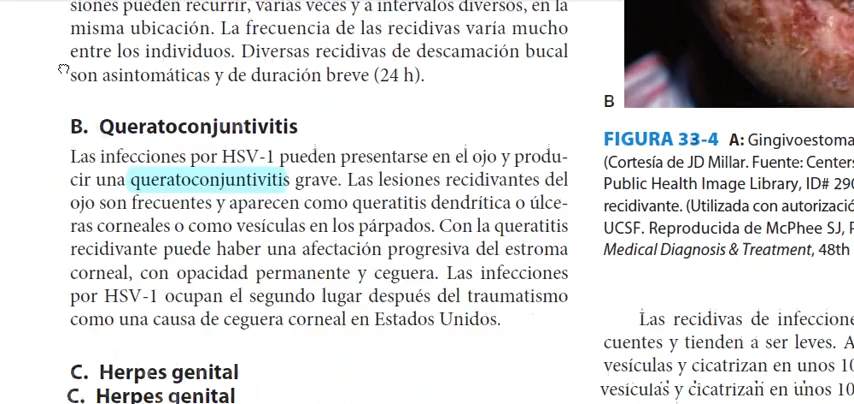 siones pueden recurrir, varias veces y a intervalos diversos, en la
misma ubicación. La frecuencia de las recidivas varía mucho
entre los individuos. Diversas recidivas de descamación bucal
son asintomáticas y de duración breve (24 h).
B. Queratoconjuntivitis
Las infecciones por HSV-1 pueden presentarse en el ojo y produ-
cir una queratoconjuntivitis grave. Las lesiones recidivantes del
ojo son frecuentes y aparecen como queratitis dendrítica o úlce-
ras corneales o como vesículas en los párpados. Con la queratitis
recidivante puede haber una afectación progresiva del estroma
corneal, con opacidad permanente y ceguera. Las infecciones
por HSV-1 ocupan el segundo lugar después del traumatismo
como una causa de ceguera corneal en Estados Unidos.
C. Herpes genital
C. Herpes genital
B
FIGURA 33-4 A: Gingivoestoma
(Cortesía de JD Millar. Fuente: Centers
Public Health Image Library, ID# 290
recidivante. (Utilizada con autorizació
UCSF. Reproducida de McPhee SJ, P
Medical Diagnosis & Treatment, 48th
Las recidivas de infeccione
cuentes y tienden a ser leves. A
vesículas y cicatrizan en unos 10
vesículas y cicatrizan en unos 10